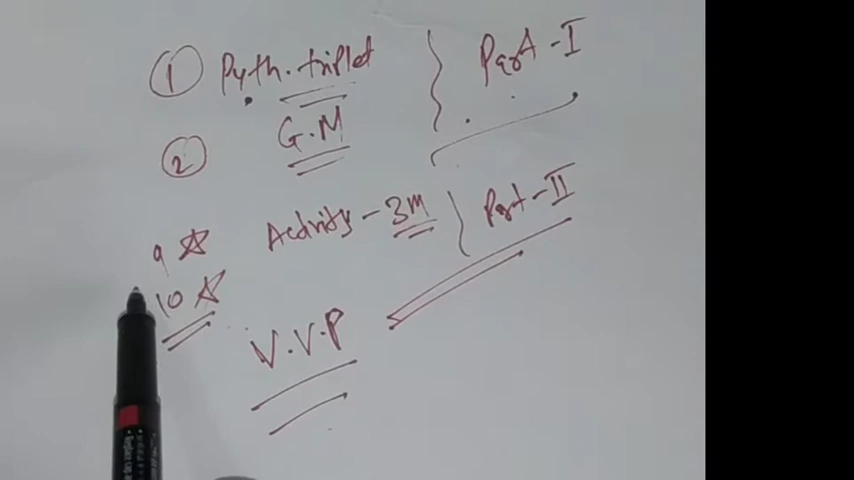 1 Pyth. triplet } Part - I
2 G.M
9 ☆ Activity - 3M } Part - II
10 ☆
V.V.P